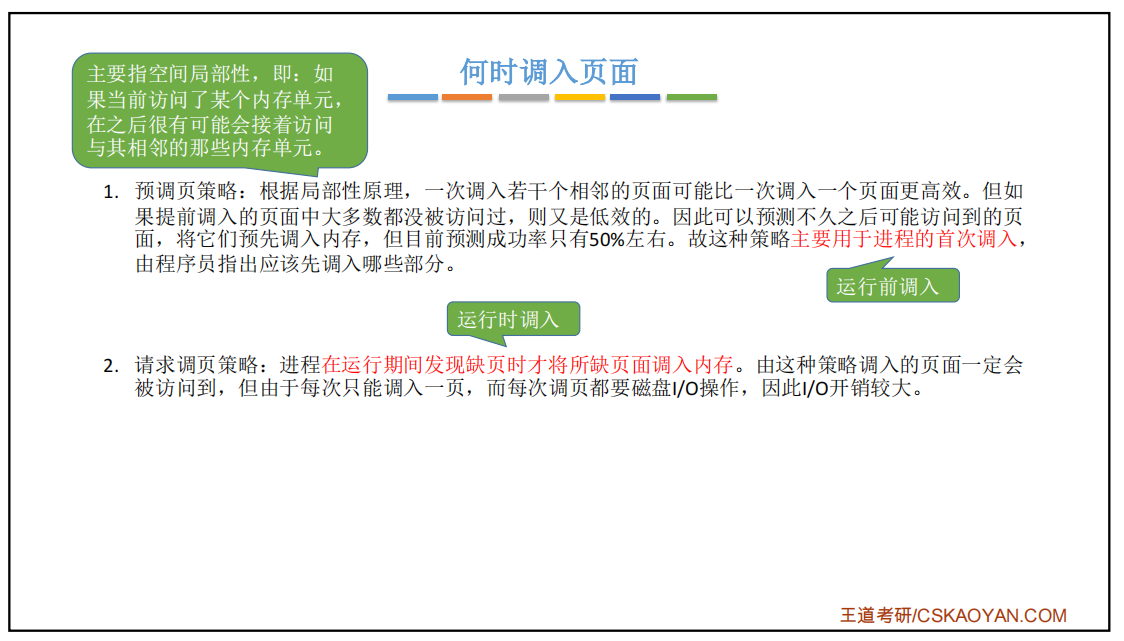 何时调入页面
主要指空间局部性，即：如
果当前访问了某个内存单元，
在之后很有可能会接着访问
与其相邻的那些内存单元。
1. 预调页策略：根据局部性原理，一次调入若干个相邻的页面可能比一次调入一个页面更高效。但如
果提前调入的页面中大多数都没被访问过，则又是低效的。因此可以预测不久之后可能访问到的页
面，将它们预先调入内存，但目前预测成功率只有50%左右。故这种策略主要用于进程的首次调入，
由程序员指出应该先调入哪些部分。
运行前调入
运行时调入
2. 请求调页策略：进程在运行期间发现缺页时才将所缺页面调入内存。由这种策略调入的页面一定会
被访问到，但由于每次只能调入一页，而每次调页都要磁盘I/O操作，因此I/O开销较大。
王道考研/CSKAOYAN.COM